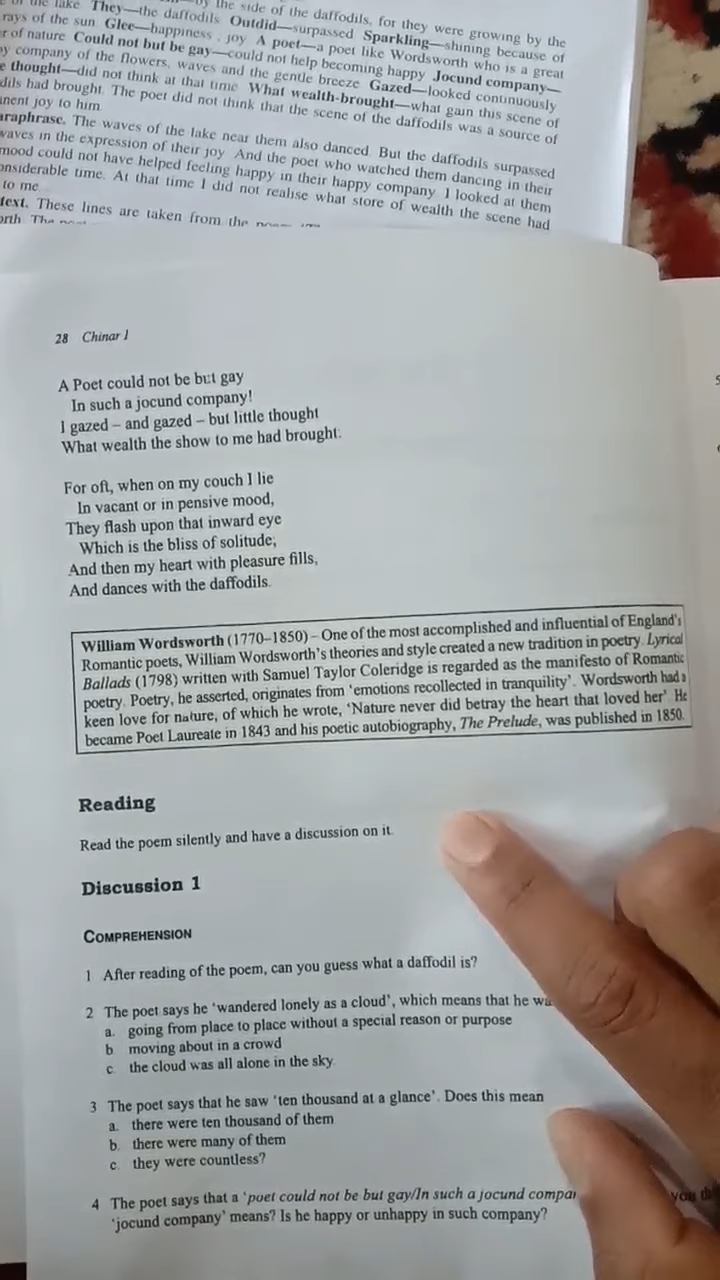 by the side of the daffodils, for they were growing by the
of the lake. They—the daffodils Outdid—surpassed Sparkling—shining because of
rays of the sun. Glee—happiness, joy A poet—a poet like Wordsworth who is a great
of nature Could not but be gay—could not help becoming happy Jocund company—
company of the flowers, waves and the gentle breeze Gazed—looked continuously
thought—did not think at that time What wealth-brought—what gain this scene of
had brought. The poet did not think that the scene of the daffodils was a source of
joy to him.
The waves of the lake near them also danced. But the daffodils surpassed
waves in the expression of their joy And the poet who watched them dancing in their
mood could not have helped feeling happy in their happy company. I looked at them
time. At that time I did not realise what store of wealth the scene had
to me.
These lines are taken from the
28 Chinar 1
A Poet could not be but gay
In such a jocund company!
I gazed – and gazed – but little thought
What wealth the show to me had brought:
For oft, when on my couch I lie
In vacant or in pensive mood,
They flash upon that inward eye
Which is the bliss of solitude;
And then my heart with pleasure fills,
And dances with the daffodils.
William Wordsworth (1770–1850) – One of the most accomplished and influential of England's
Romantic poets, William Wordsworth's theories and style created a new tradition in poetry. Lyrical
Ballads (1798) written with Samuel Taylor Coleridge is regarded as the manifesto of Romantic
poetry. Poetry, he asserted, originates from 'emotions recollected in tranquility'. Wordsworth had a
keen love for nature, of which he wrote, 'Nature never did betray the heart that loved her'. He
became Poet Laureate in 1843 and his poetic autobiography, The Prelude, was published in 1850.
Reading
Read the poem silently and have a discussion on it.
Discussion 1
COMPREHENSION
1 After reading of the poem, can you guess what a daffodil is?
2 The poet says he 'wandered lonely as a cloud', which means that he
a. going from place to place without a special reason or purpose
b moving about in a crowd
c. the cloud was all alone in the sky
3 The poet says that he saw 'ten thousand at a glance'. Does this mean
a. there were ten thousand of them
b. there were many of them
c. they were countless?
4 The poet says that a 'poet could not be but gay/In such a jocund you
'jocund company' means? Is he happy or unhappy in such company?